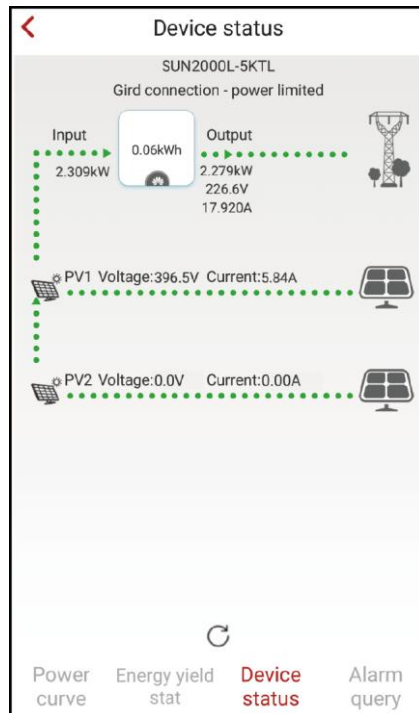 Device status
SUN2000L-5KTL
Gird connection - power limited
Input
0.06kWh
Output
2.309kW
2.279kW
226.6V
17.920A
PV1 Voltage:396.5V Current:5.84A
PV2 Voltage:0.0V Current:0.00A
Power curve
Energy yield stat
Device status
Alarm query